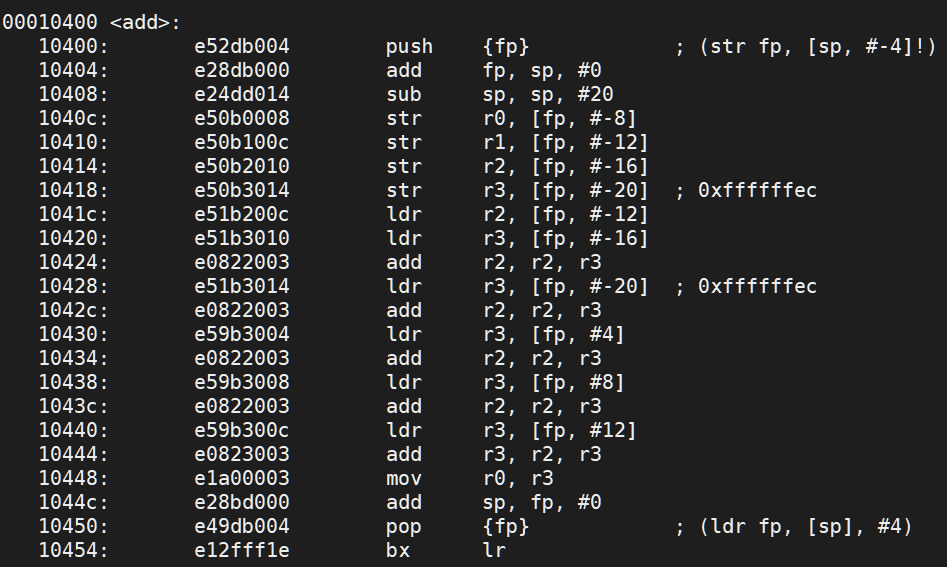 00010400 <add>:
   10400:	e52db004 	push	{fp}		; (str fp, [sp, #-4]!)
   10404:	e28db000 	add	fp, sp, #0
   10408:	e24dd014 	sub	sp, sp, #20
   1040c:	e50b0008 	str	r0, [fp, #-8]
   10410:	e50b100c 	str	r1, [fp, #-12]
   10414:	e50b2010 	str	r2, [fp, #-16]
   10418:	e50b3014 	str	r3, [fp, #-20]	; 0xffffffec
   1041c:	e51b200c 	ldr	r2, [fp, #-12]
   10420:	e51b3010 	ldr	r3, [fp, #-16]
   10424:	e0822003 	add	r2, r2, r3
   10428:	e51b3014 	ldr	r3, [fp, #-20]	; 0xffffffec
   1042c:	e0822003 	add	r2, r2, r3
   10430:	e59b3004 	ldr	r3, [fp, #4]
   10434:	e0822003 	add	r2, r2, r3
   10438:	e59b3008 	ldr	r3, [fp, #8]
   1043c:	e0822003 	add	r2, r2, r3
   10440:	e59b300c 	ldr	r3, [fp, #12]
   10444:	e0823003 	add	r3, r2, r3
   10448:	e1a00003 	mov	r0, r3
   1044c:	e28bd000 	add	sp, fp, #0
   10450:	e49db004 	pop	{fp}		; (ldr fp, [sp], #4)
   10454:	e12fff1e 	bx	lr